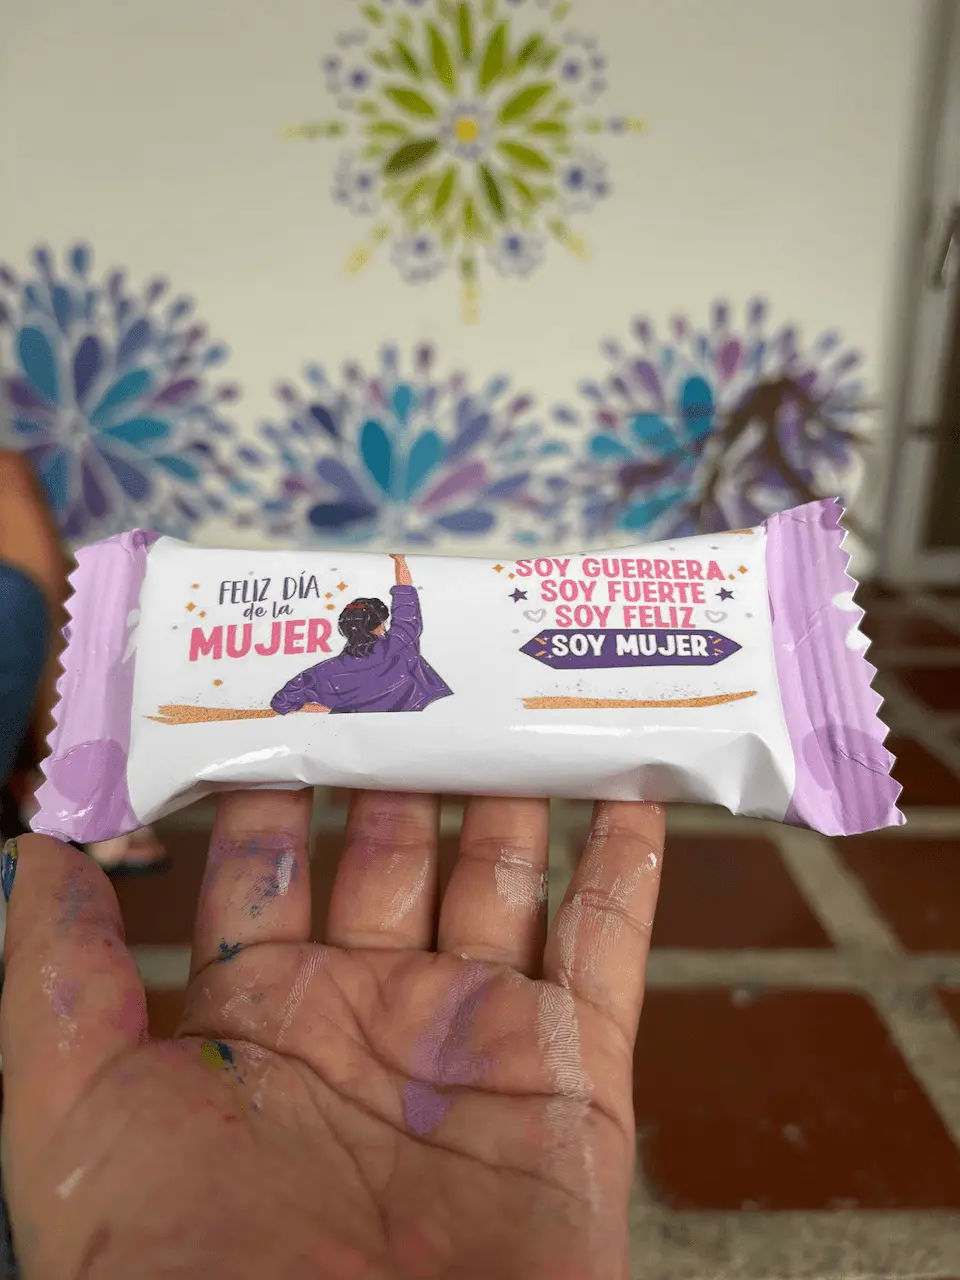 FELIZ DÍA
de la
MUJER
SOY GUERRERA
SOY FUERTE
SOY FELIZ
SOY MUJER